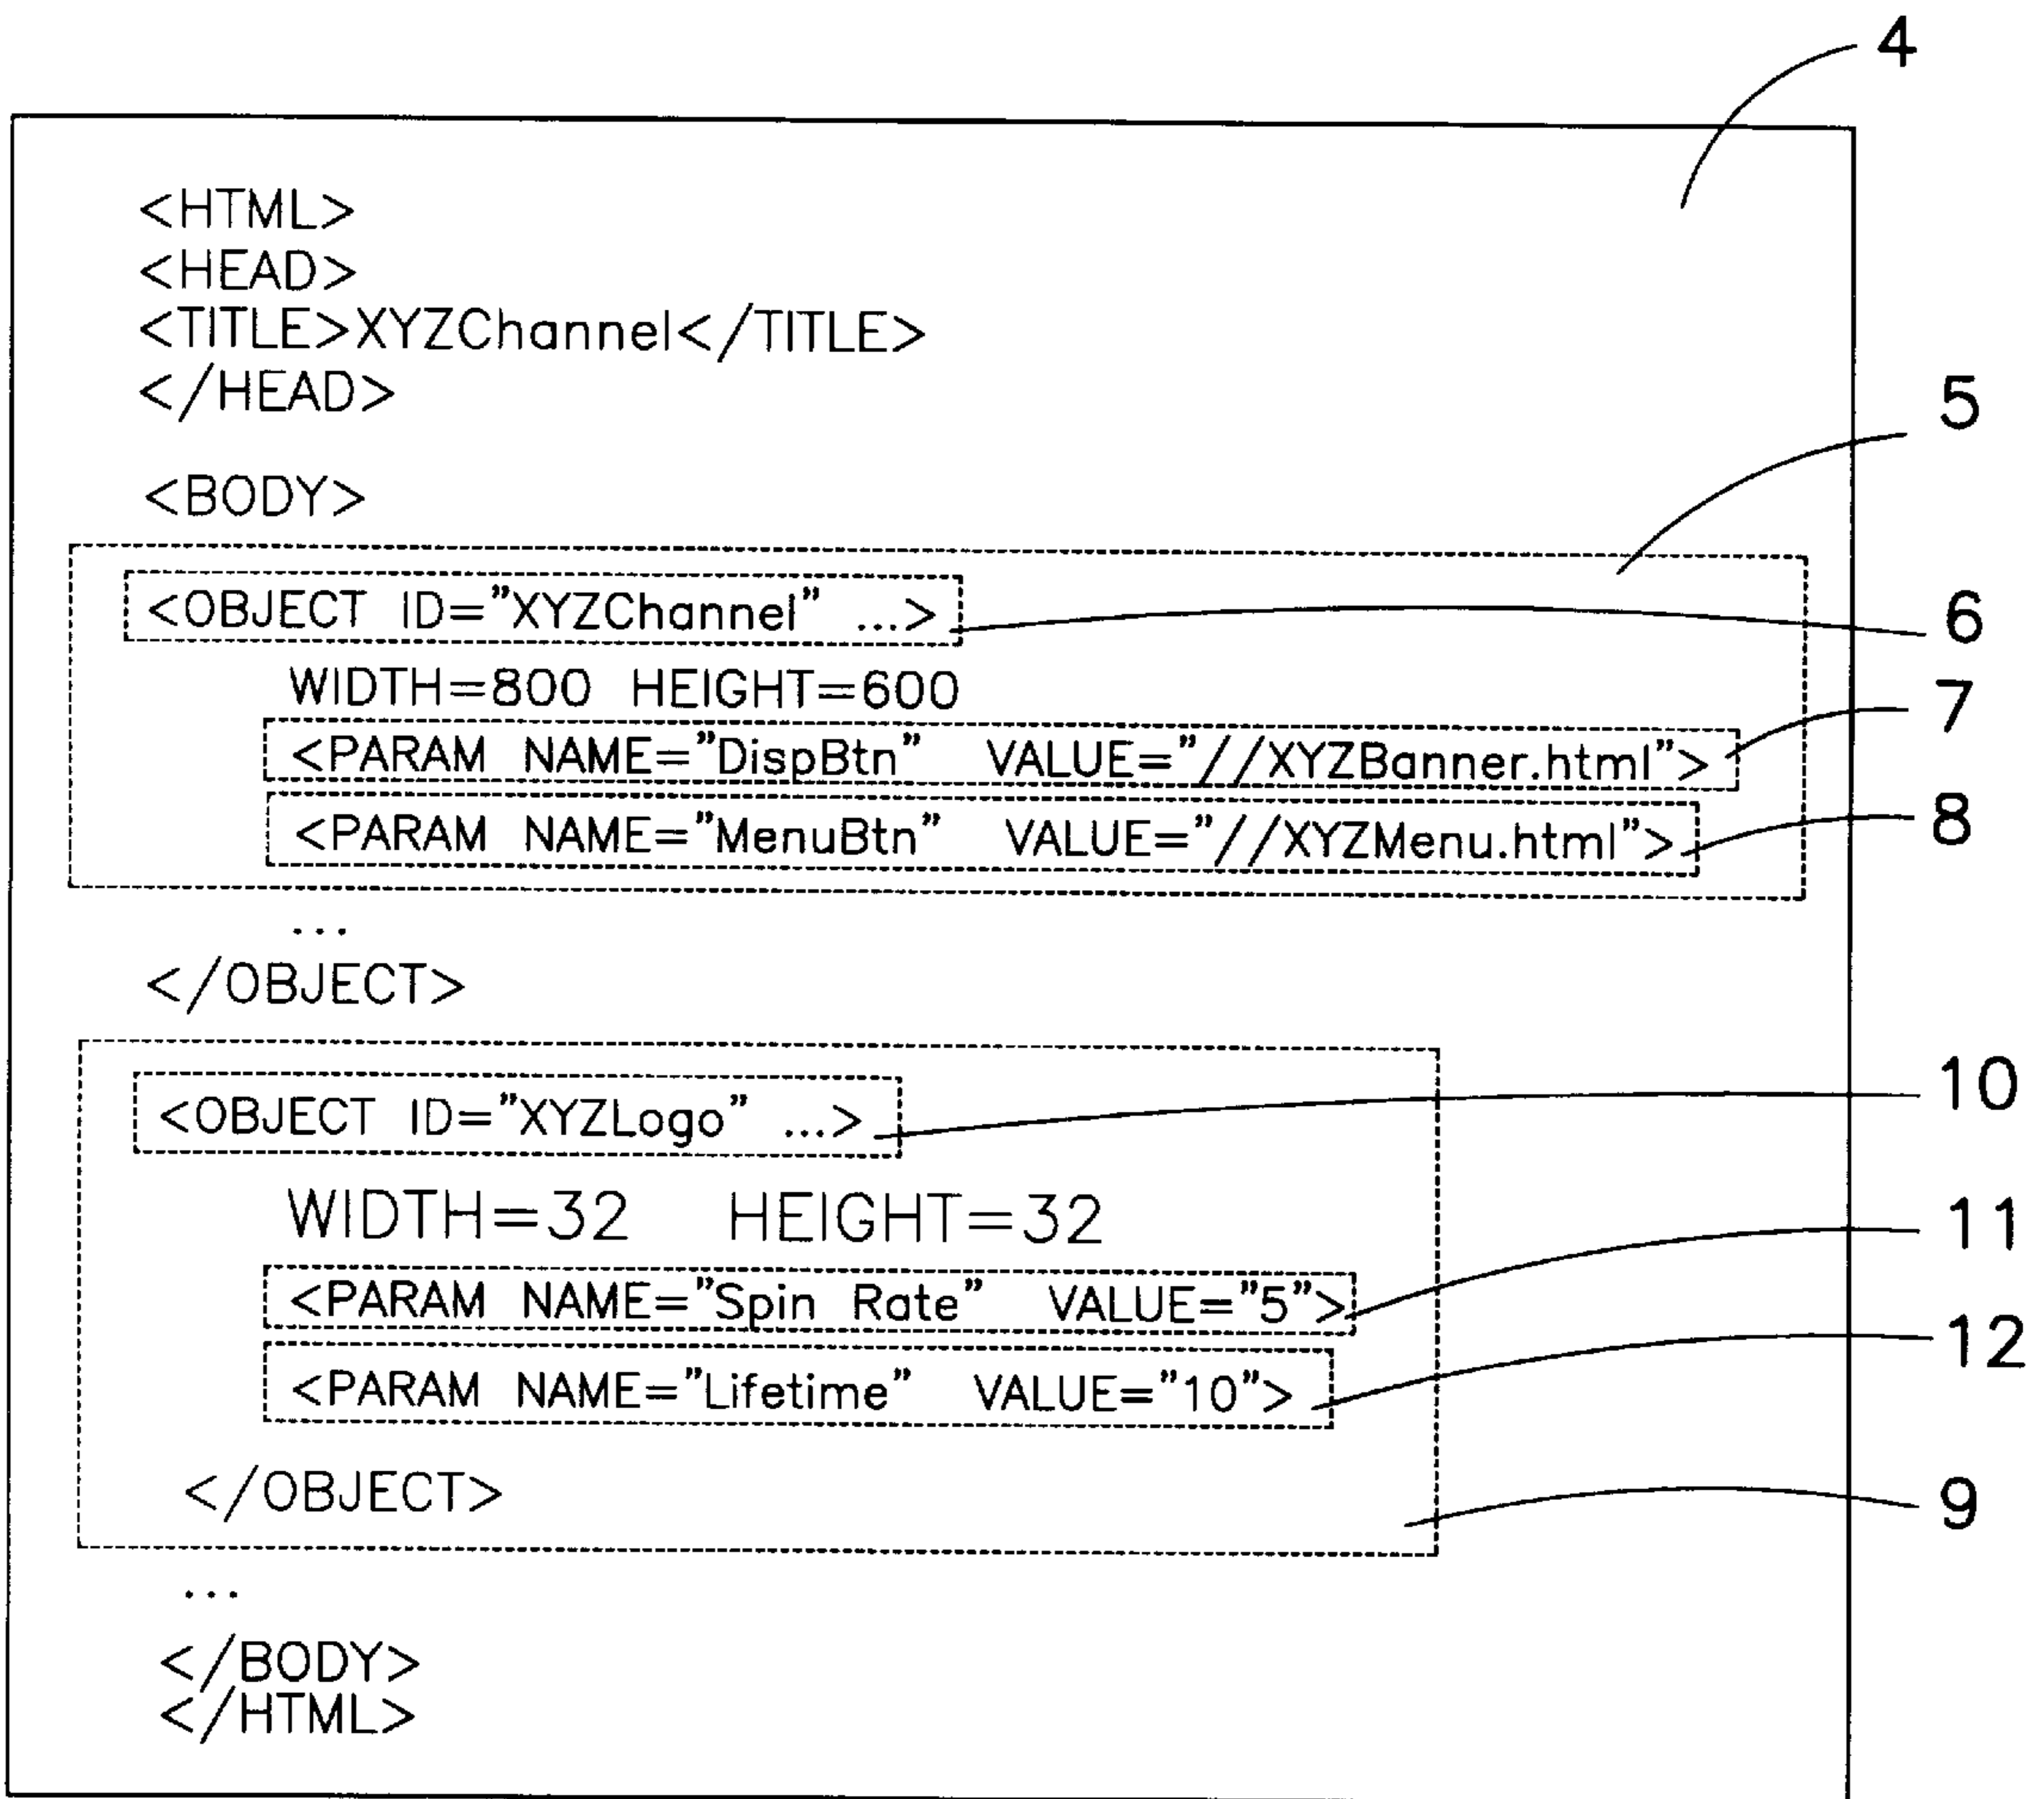 4
<HTML>
<HEAD>
<TITLE>XYZChannel</TITLE>
</HEAD>
5
<BODY>
<OBJECT ID="XYZChannel" ...>
6
WIDTH=800 HEIGHT=600
7
<PARAM NAME="DispBtn" VALUE="//XYZBanner.html">
<PARAM NAME="MenuBtn" VALUE="//XYZMenu.html">
8
...
</OBJECT>
10
<OBJECT ID="XYZLogo" ...>
WIDTH=32 HEIGHT=32
11
<PARAM NAME="Spin Rate" VALUE="5">
12
<PARAM NAME="Lifetime" VALUE="10">
</OBJECT>
9
...
</BODY>
</HTML>